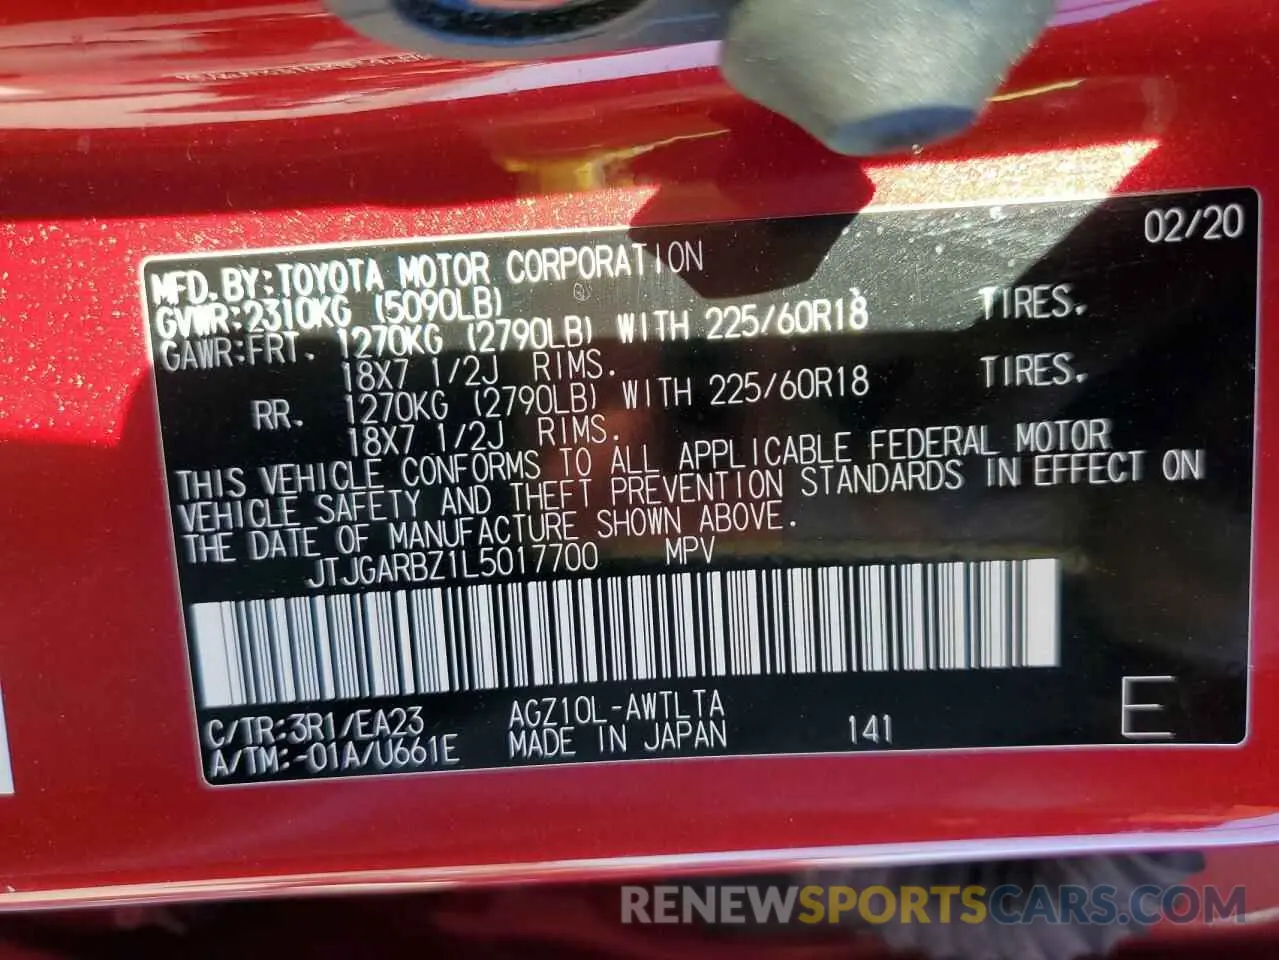 02/20
MFD.BY:TOYOTA MOTOR CORPORATION
GVWR:2310KG (5090LB)
GAWR:FRT. 1270KG (2790LB) WITH 225/60R18 TIRES.
18X7 1/2J RIMS.
RR. 1270KG (2790LB) WITH 225/60R18 TIRES.
18X7 1/2J RIMS.
THIS VEHICLE CONFORMS TO ALL APPLICABLE FEDERAL MOTOR
VEHICLE SAFETY AND THEFT PREVENTION STANDARDS IN EFFECT ON
THE DATE OF MANUFACTURE SHOWN ABOVE.
JTJGARBZ1L5017700 MPV
C/TR:3R1/EA23 AGZ10L-AWTLTA
A/TM:-01A/U661E MADE IN JAPAN 141 E
RENEWSPORTSCARS.COM